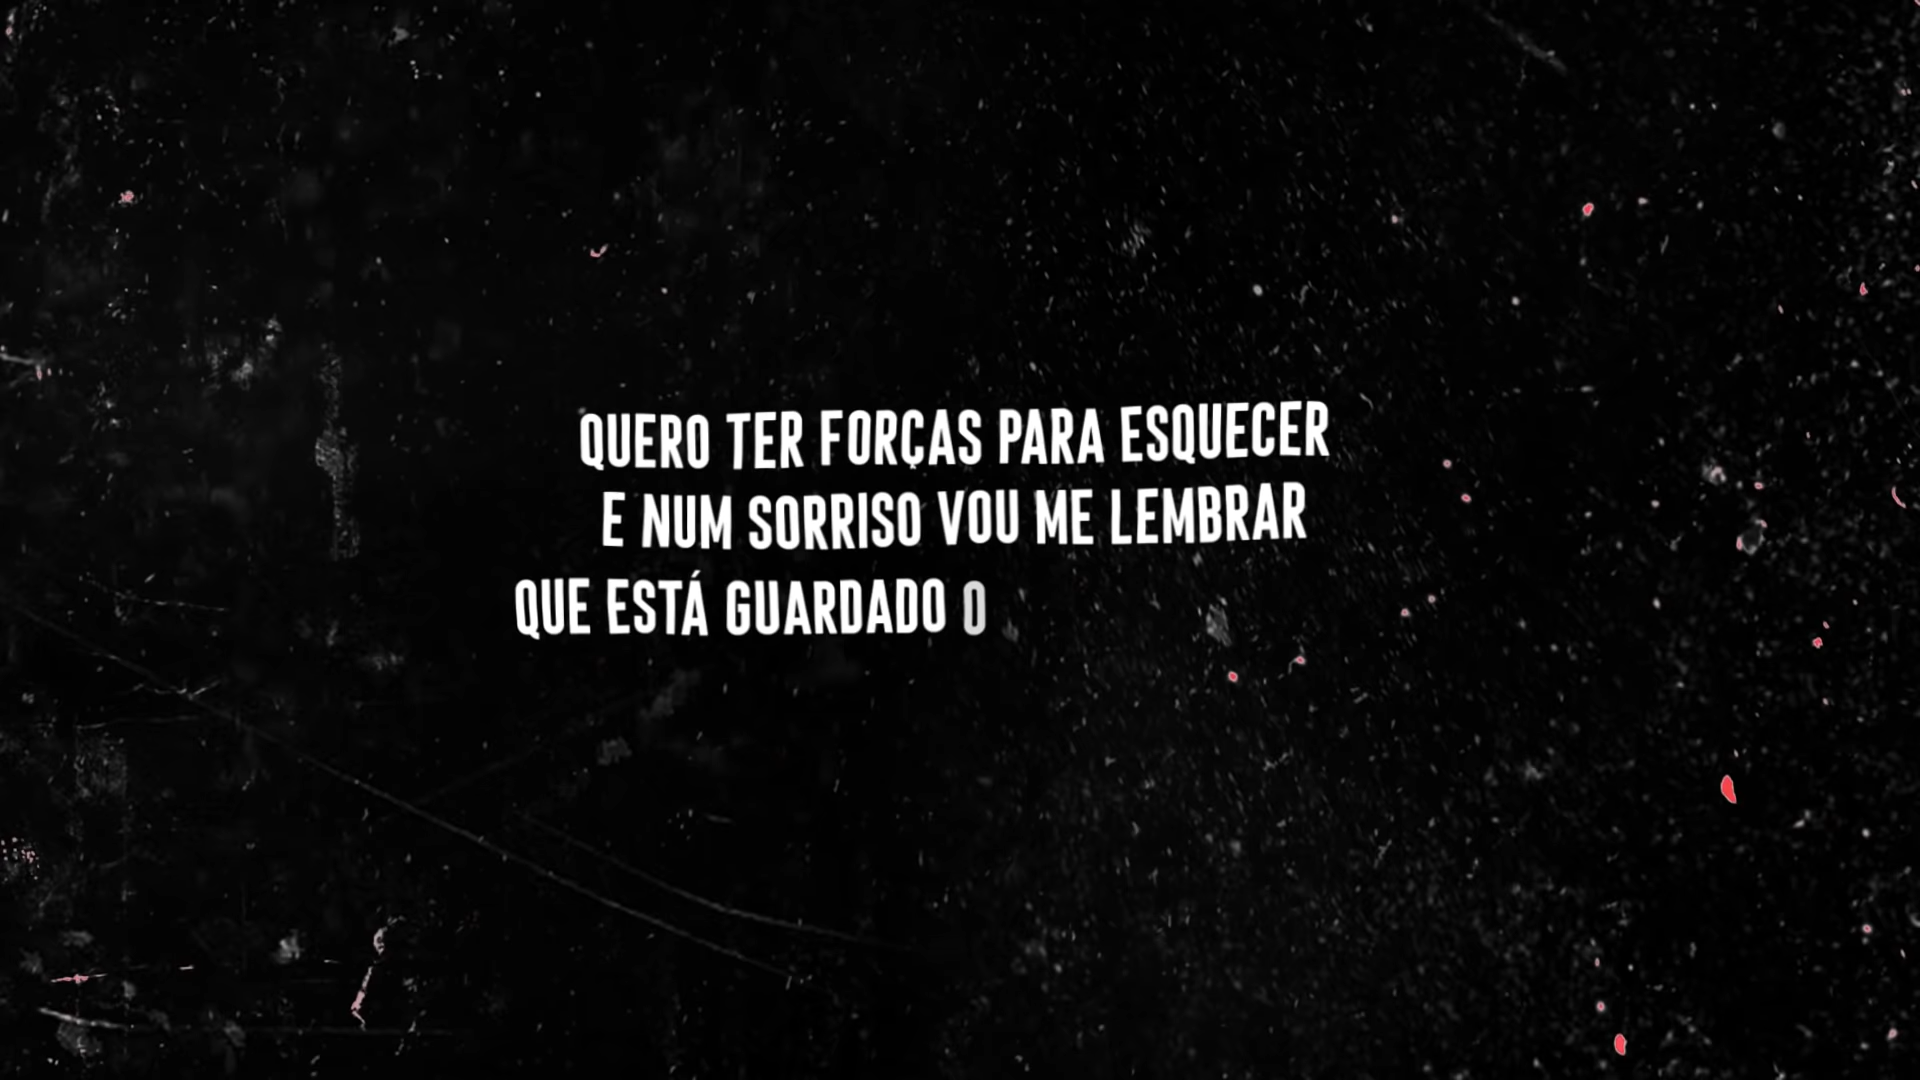 QUERO TER FORÇAS PARA ESQUECER
E NUM SORRISO VOU ME LEMBRAR
QUE ESTÁ GUARDADO O